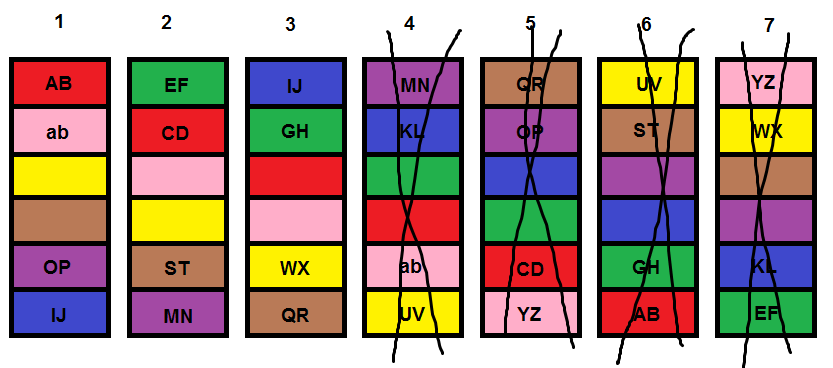 1 2 3 4 5 6 7
AB EF IJ MN QR UV YZ
ab CD GH KL OP ST WX
OP ST WX ab CD GH KL
IJ MN QR UV YZ AB EF